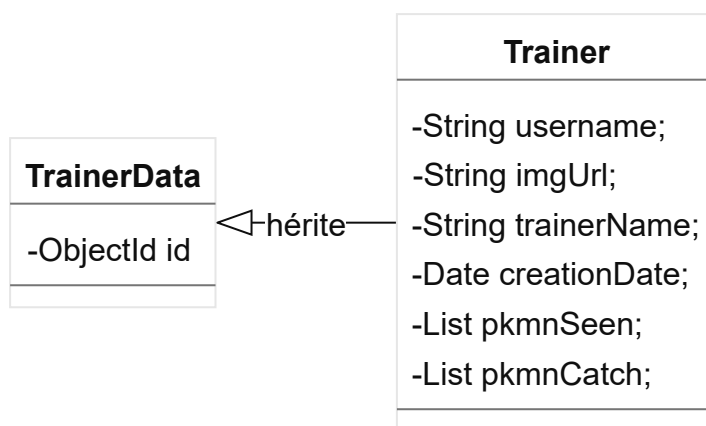 TrainerData
-ObjectId id
hérite
Trainer
-String username;
-String imgUrl;
-String trainerName;
-Date creationDate;
-List pkmnSeen;
-List pkmnCatch;